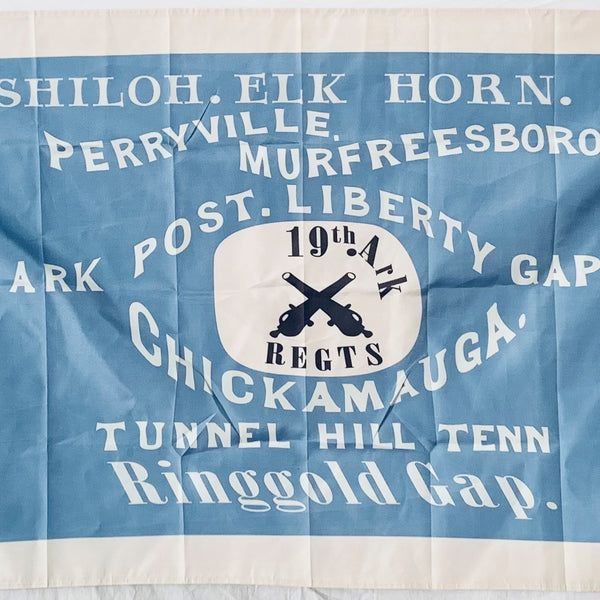 SHILOH. ELK HORN.
PERRYVILLE. MURFREESBORO
ARK POST. LIBERTY GAP
19th. Ark
REGTS
CHICKAMAUGA.
TUNNEL HILL TENN
Ringgold Gap.